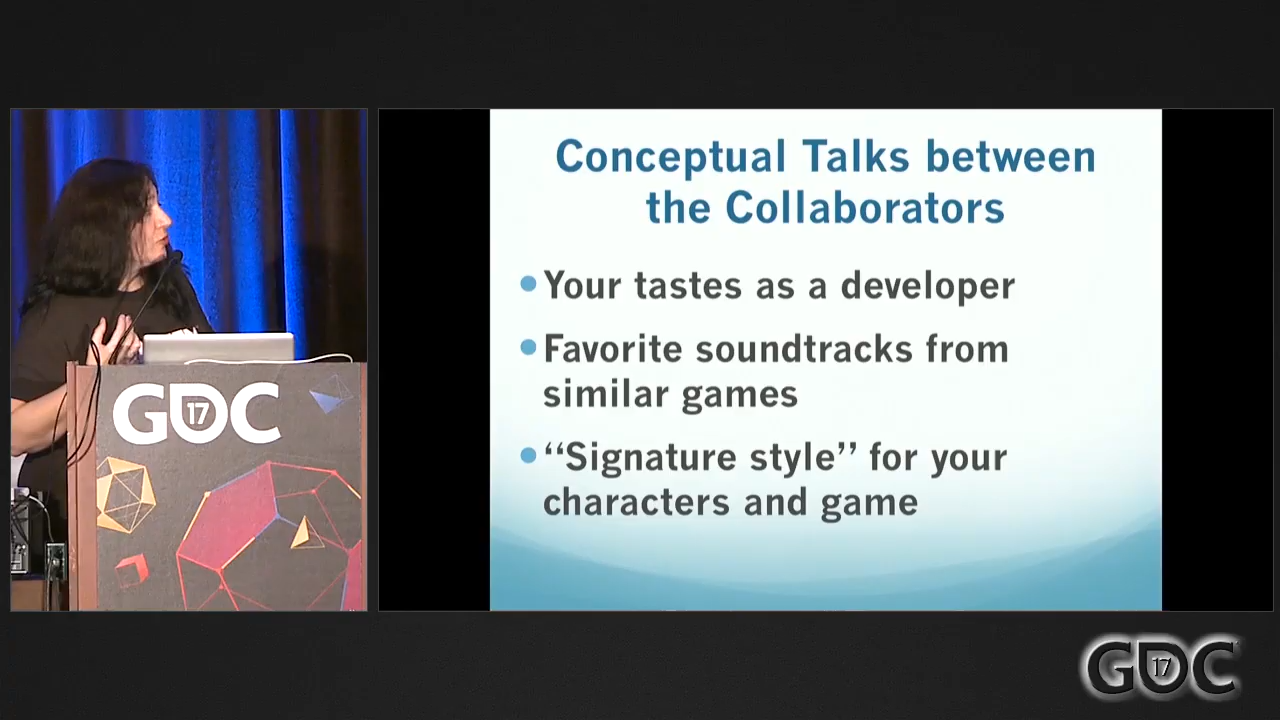 Conceptual Talks between
the Collaborators
Your tastes as a developer
Favorite soundtracks from
similar games
“Signature style” for your
characters and game
GDC
17
GDC
17